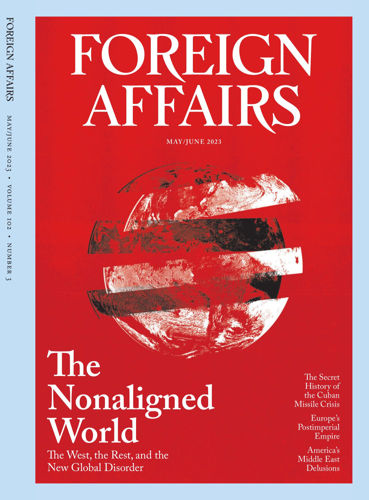 FOREIGN AFFAIRS
MAY/JUNE 2023 • VOLUME 102 • NUMBER 3
FOREIGN
AFFAIRS
MAY/JUNE 2023
The
Nonaligned
World
The West, the Rest, and the
New Global Disorder
The Secret
History of
the Cuban
Missile Crisis
Europe's
Postimperial
Empire
America's
Middle East
Delusions